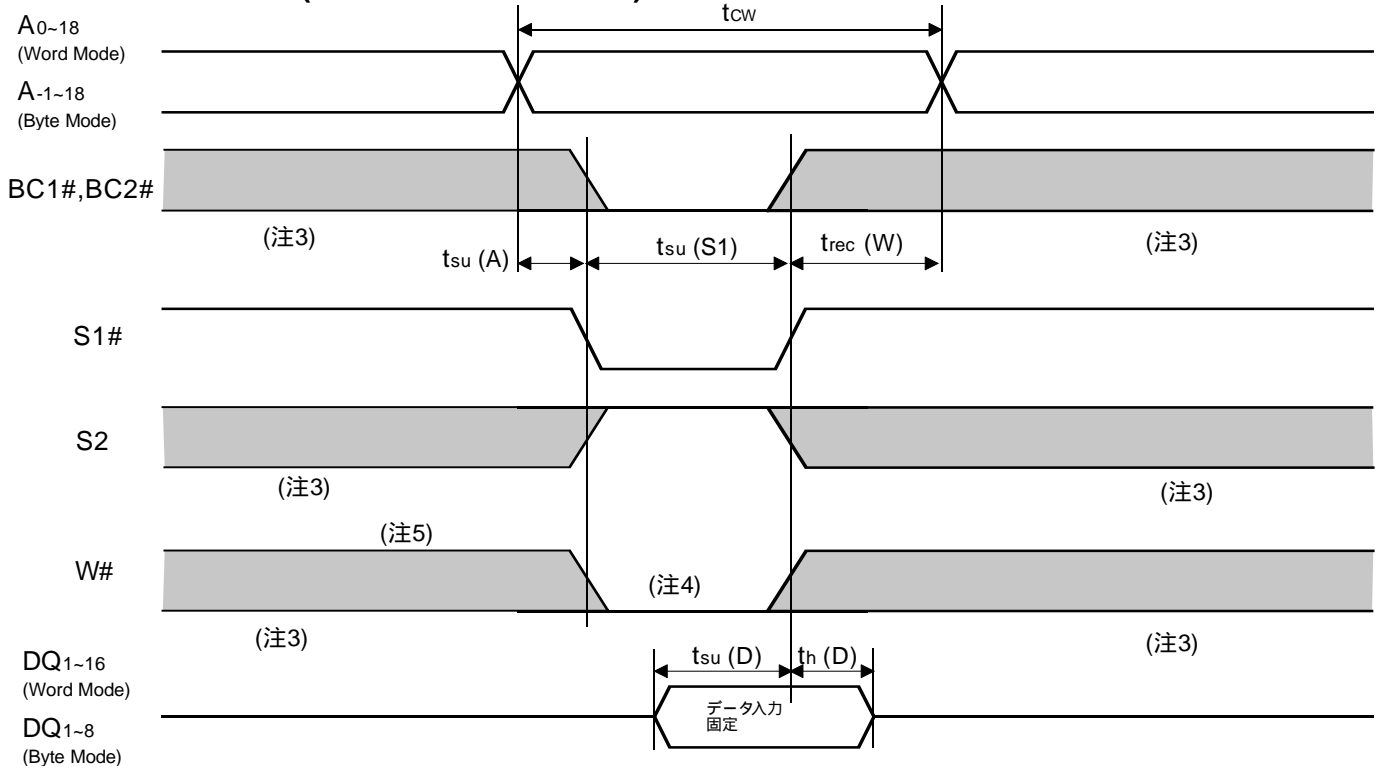 tCW
A0~18
(Word Mode)
A-1~18
(Byte Mode)
BC1#,BC2#
(注3)
(注3)
tsu (A)
tsu (S1)
trec (W)
S1#
S2
(注3)
(注3)
(注5)
W#
(注4)
(注3)
(注3)
DQ1~16
(Word Mode)
tsu (D)
th (D)
データ入力
固定
DQ1~8
(Byte Mode)